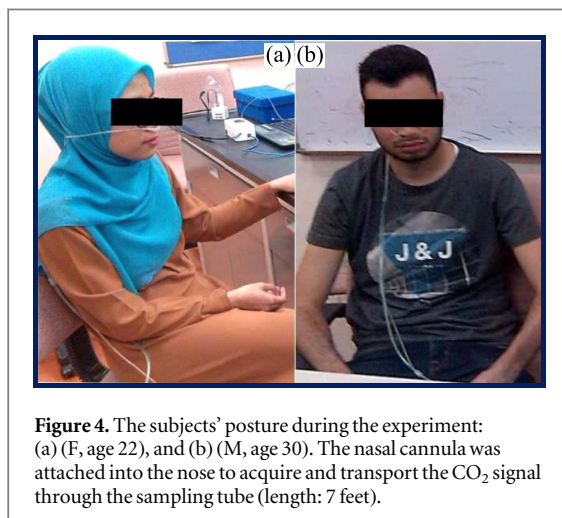 (a) (b)
J & J
Figure 4. The subjects' posture during the experiment:
(a) (F, age 22), and (b) (M, age 30). The nasal cannula was
attached into the nose to acquire and transport the CO₂ signal
through the sampling tube (length: 7 feet).